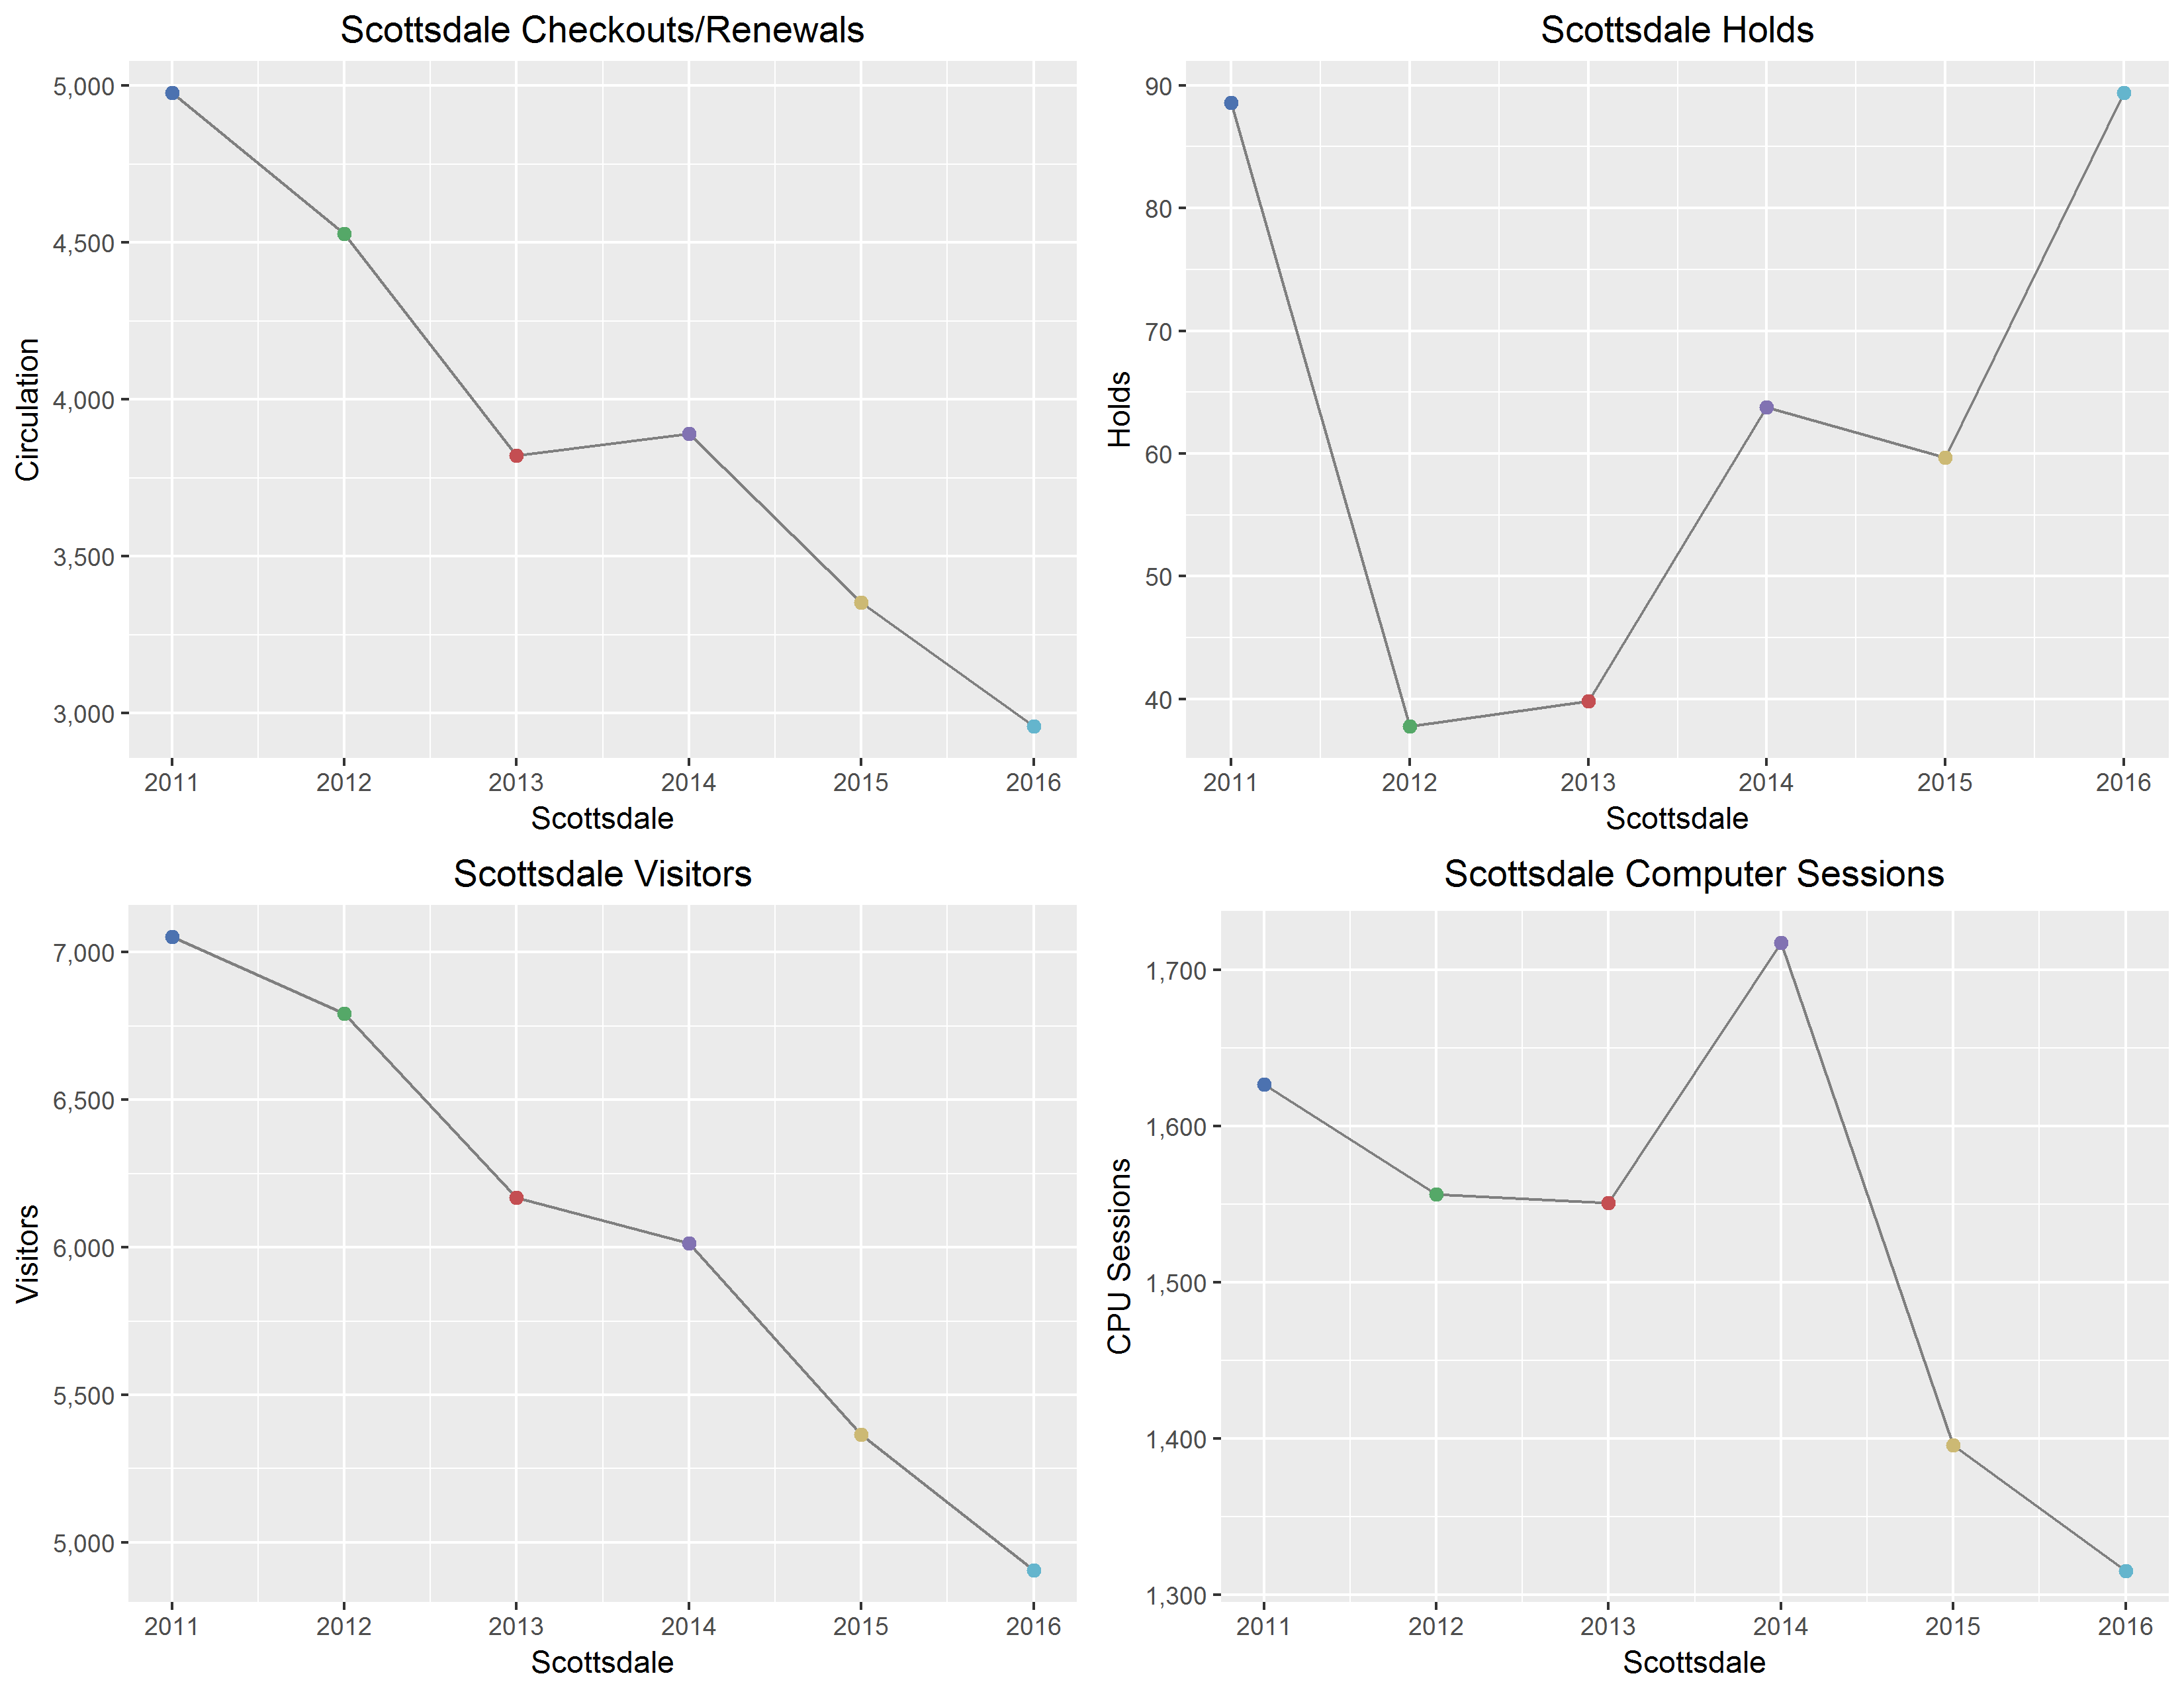 Scottsdale Checkouts/Renewals
Circulation
5,000
4,500
4,000
3,500
3,000
2011 2012 2013 2014 2015 2016
Scottsdale
Scottsdale Holds
Holds
90
80
70
60
50
40
2011 2012 2013 2014 2015 2016
Scottsdale
Scottsdale Visitors
Visitors
7,000
6,500
6,000
5,500
5,000
2011 2012 2013 2014 2015 2016
Scottsdale
Scottsdale Computer Sessions
CPU Sessions
1,700
1,600
1,500
1,400
1,300
2011 2012 2013 2014 2015 2016
Scottsdale